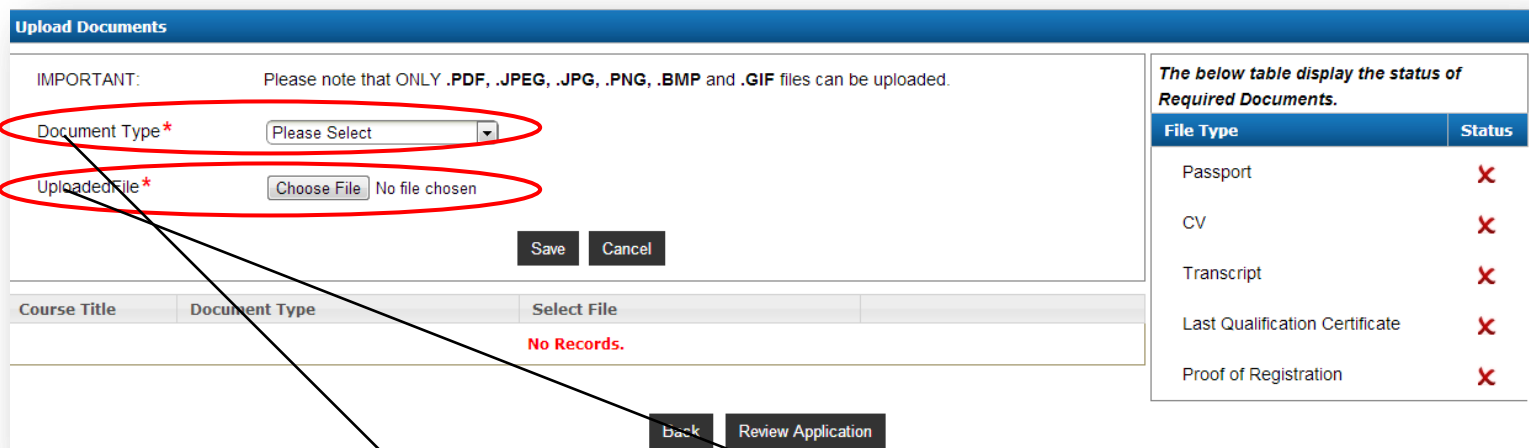 Upload Documents
IMPORTANT: Please note that ONLY .PDF, .JPEG, .JPG, .PNG, .BMP and .GIF files can be uploaded.
Document Type* Please Select
UploadedFile* Choose File No file chosen
Save Cancel
Course Title Document Type Select File
No Records.
Back Review Application
The below table display the status of
Required Documents.
File Type Status
Passport
CV
Transcript
Last Qualification Certificate
Proof of Registration